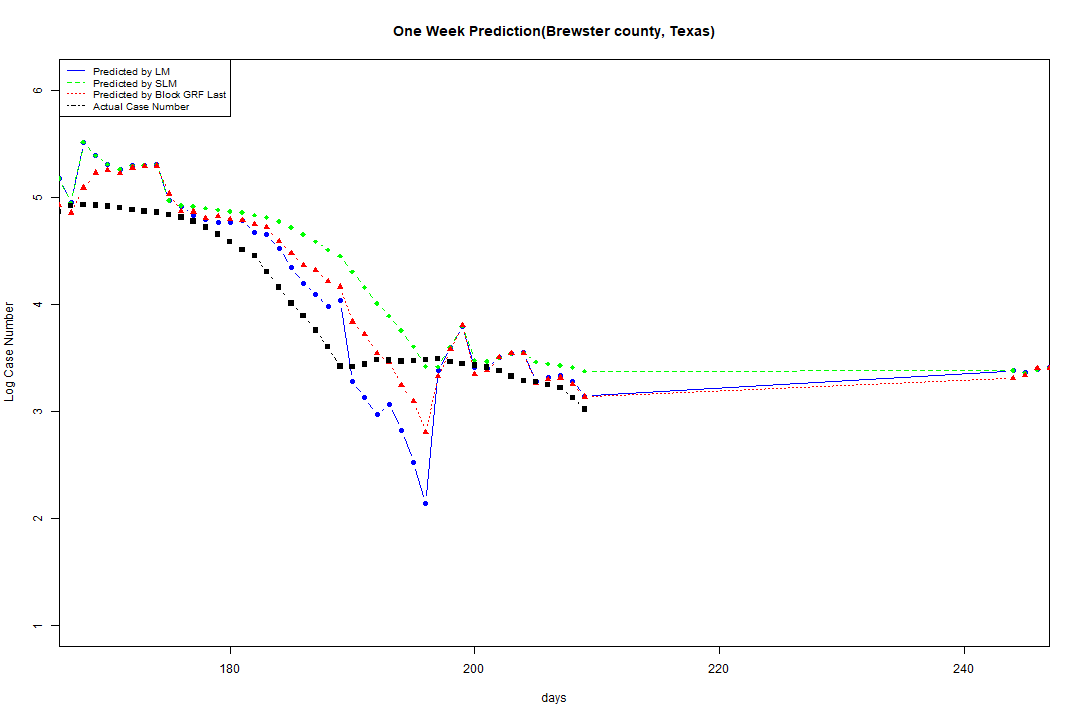 One Week Prediction(Brewster county, Texas)
Predicted by LM
Predicted by SLM
Predicted by Block GRF Last
Actual Case Number
6
5
4
3
2
1
Log Case Number
180 200 220 240
days